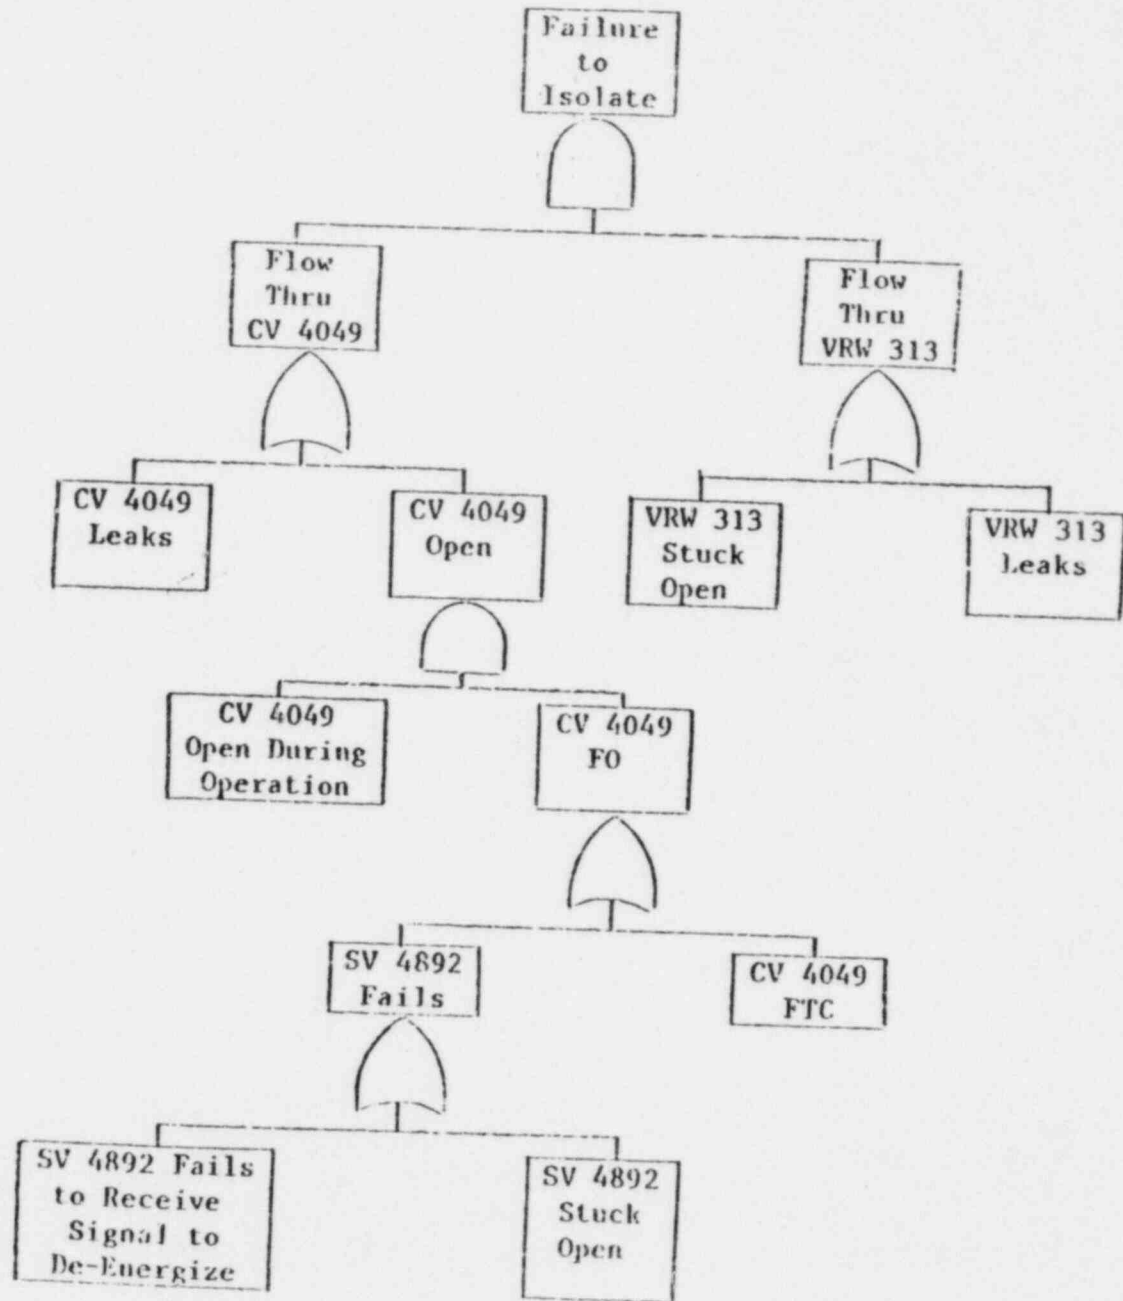 Failure
to
Isolate
Flow
Thru
CV 4049
Flow
Thru
VRW 313
CV 4049
Leaks
CV 4049
Open
VRW 313
Stuck
Open
VRW 313
Leaks
CV 4049
Open During
Operation
CV 4049
FO
SV 4892
Fails
CV 4049
FTC
SV 4892 Fails
to Receive
Signal to
De-Energize
SV 4892
Stuck
Open